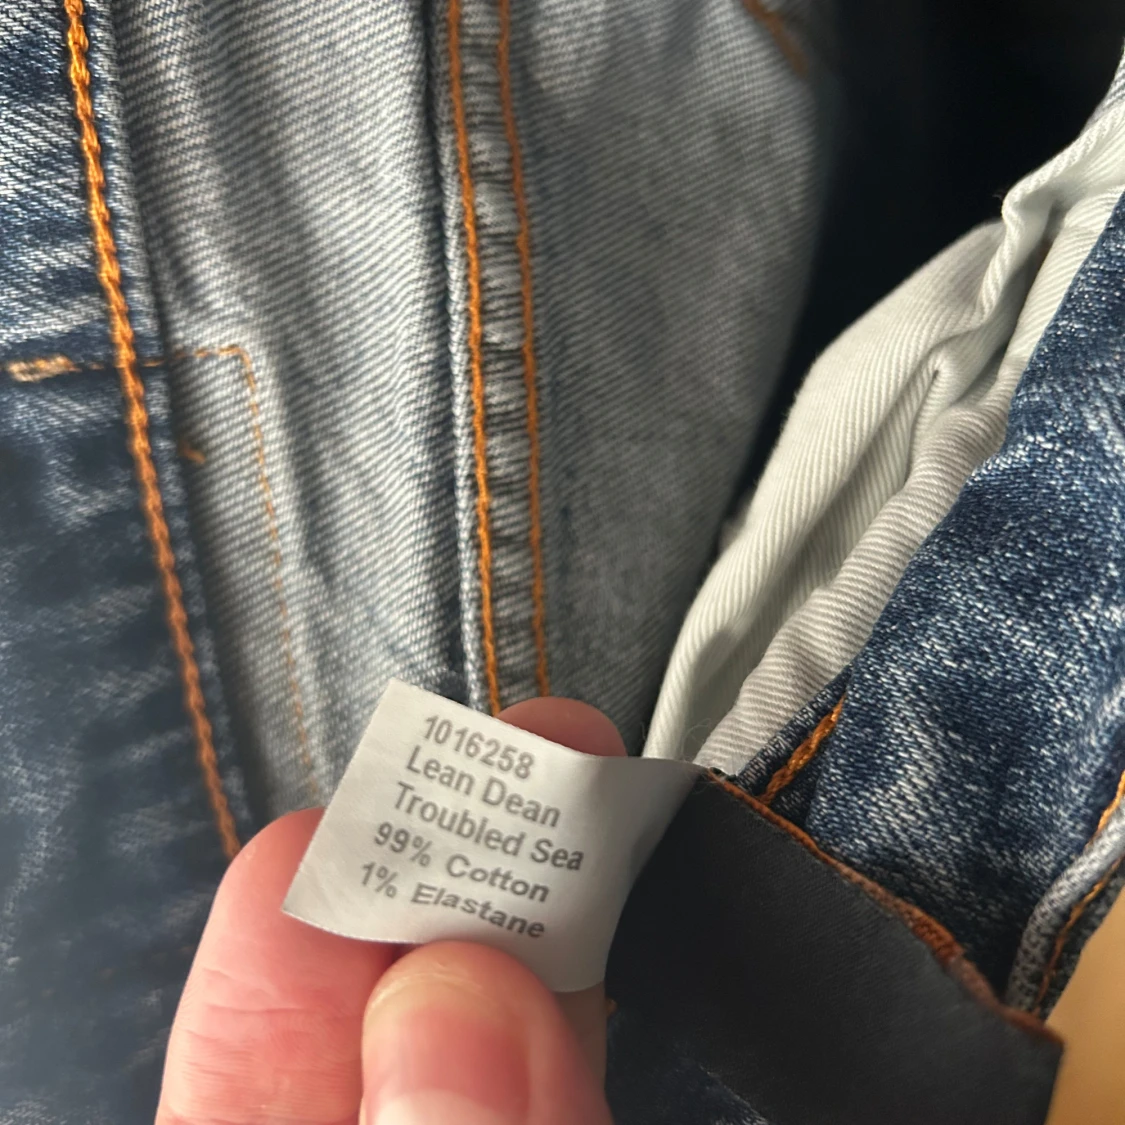 1016258
Lean Dean
Troubled Sea
99% Cotton
1% Elastane